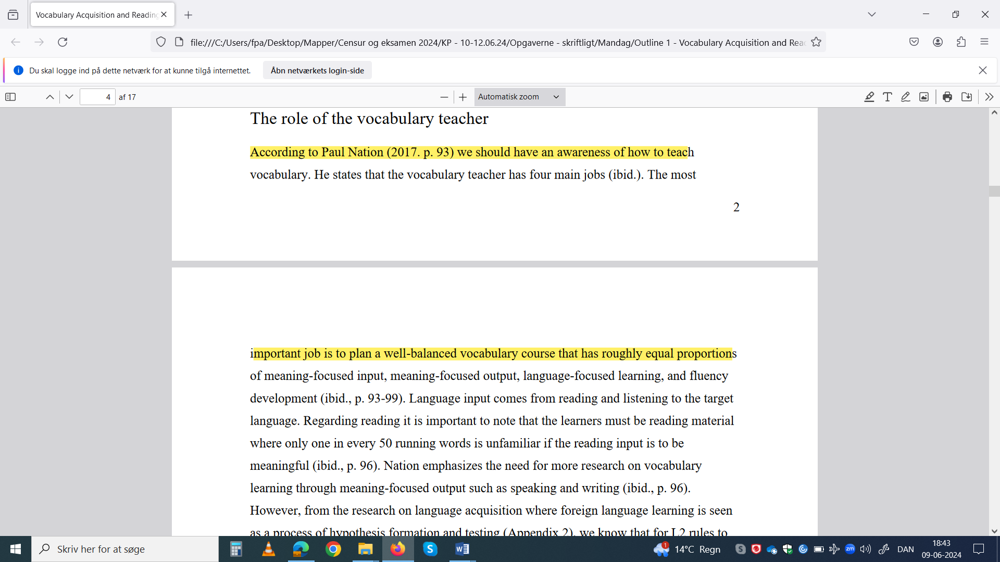 Vocabulary Acquisition and Reading
file:///C:/Users/fpa/Desktop/Mapper/Censur og eksamen 2024/KP - 10-12.06.24/Opgaverne - skriftligt/Mandag/Outline 1 - Vocabulary Acquisition and Rea
Du skal logge ind på dette netværk for at kunne tilgå internettet.
Åbn netværkets login-side
4 af 17
Automatisk zoom
The role of the vocabulary teacher
According to Paul Nation (2017. p. 93) we should have an awareness of how to teach
vocabulary. He states that the vocabulary teacher has four main jobs (ibid.). The most
2
important job is to plan a well-balanced vocabulary course that has roughly equal proportions
of meaning-focused input, meaning-focused output, language-focused learning, and fluency
development (ibid., p. 93-99). Language input comes from reading and listening to the target
language. Regarding reading it is important to note that the learners must be reading material
where only one in every 50 running words is unfamiliar if the reading input is to be
meaningful (ibid., p. 96). Nation emphasizes the need for more research on vocabulary
learning through meaning-focused output such as speaking and writing (ibid., p. 96).
However, from the research on language acquisition where foreign language learning is seen
as a process of hypothesis formation and testing (Appendix 2), we know that for L2 rules to
Skriv her for at søge
1
14°C Regn
zm
DAN
18:43
09-06-2024